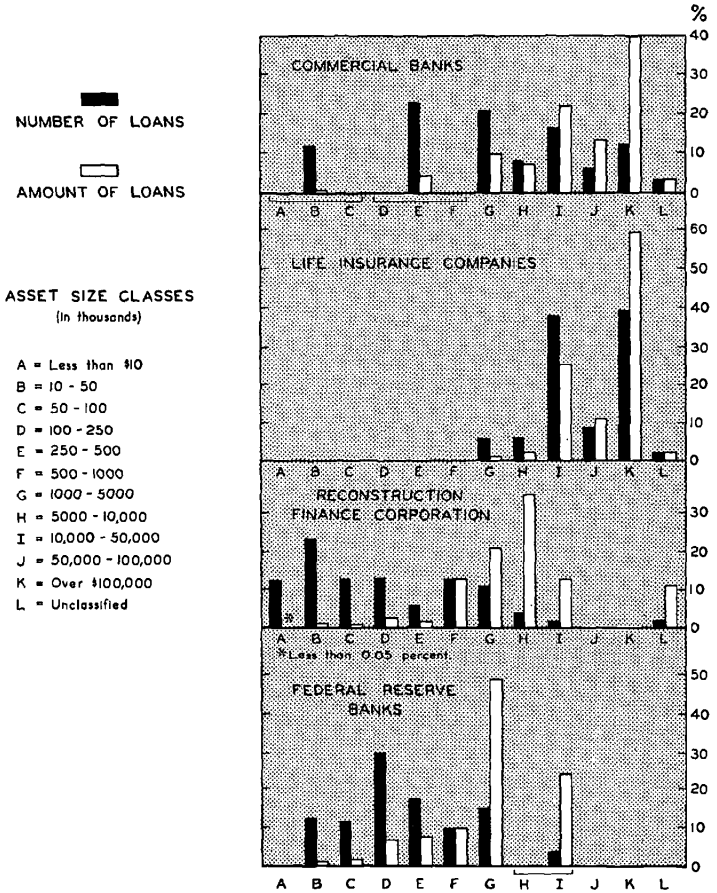 %
40
COMMERCIAL BANKS
30
20
10
0
A B C D E F G H I J K L
NUMBER OF LOANS
AMOUNT OF LOANS
ASSET SIZE CLASSES
(In thousands)
A = Less than $10
B = 10 - 50
C = 50 - 100
D = 100 - 250
E = 250 - 500
F = 500 - 1000
G = 1000 - 5000
H = 5000 - 10,000
I = 10,000 - 50,000
J = 50,000 - 100,000
K = Over $100,000
L = Unclassified
60
LIFE INSURANCE COMPANIES
50
40
30
20
10
0
A B C D E F G H I J K L
RECONSTRUCTION
FINANCE CORPORATION
30
20
10
*
0
A B C D E F G H I J K L
*Less than 0.05 percent.
FEDERAL RESERVE
BANKS
50
40
30
20
10
0
A B C D E F G H I J K L